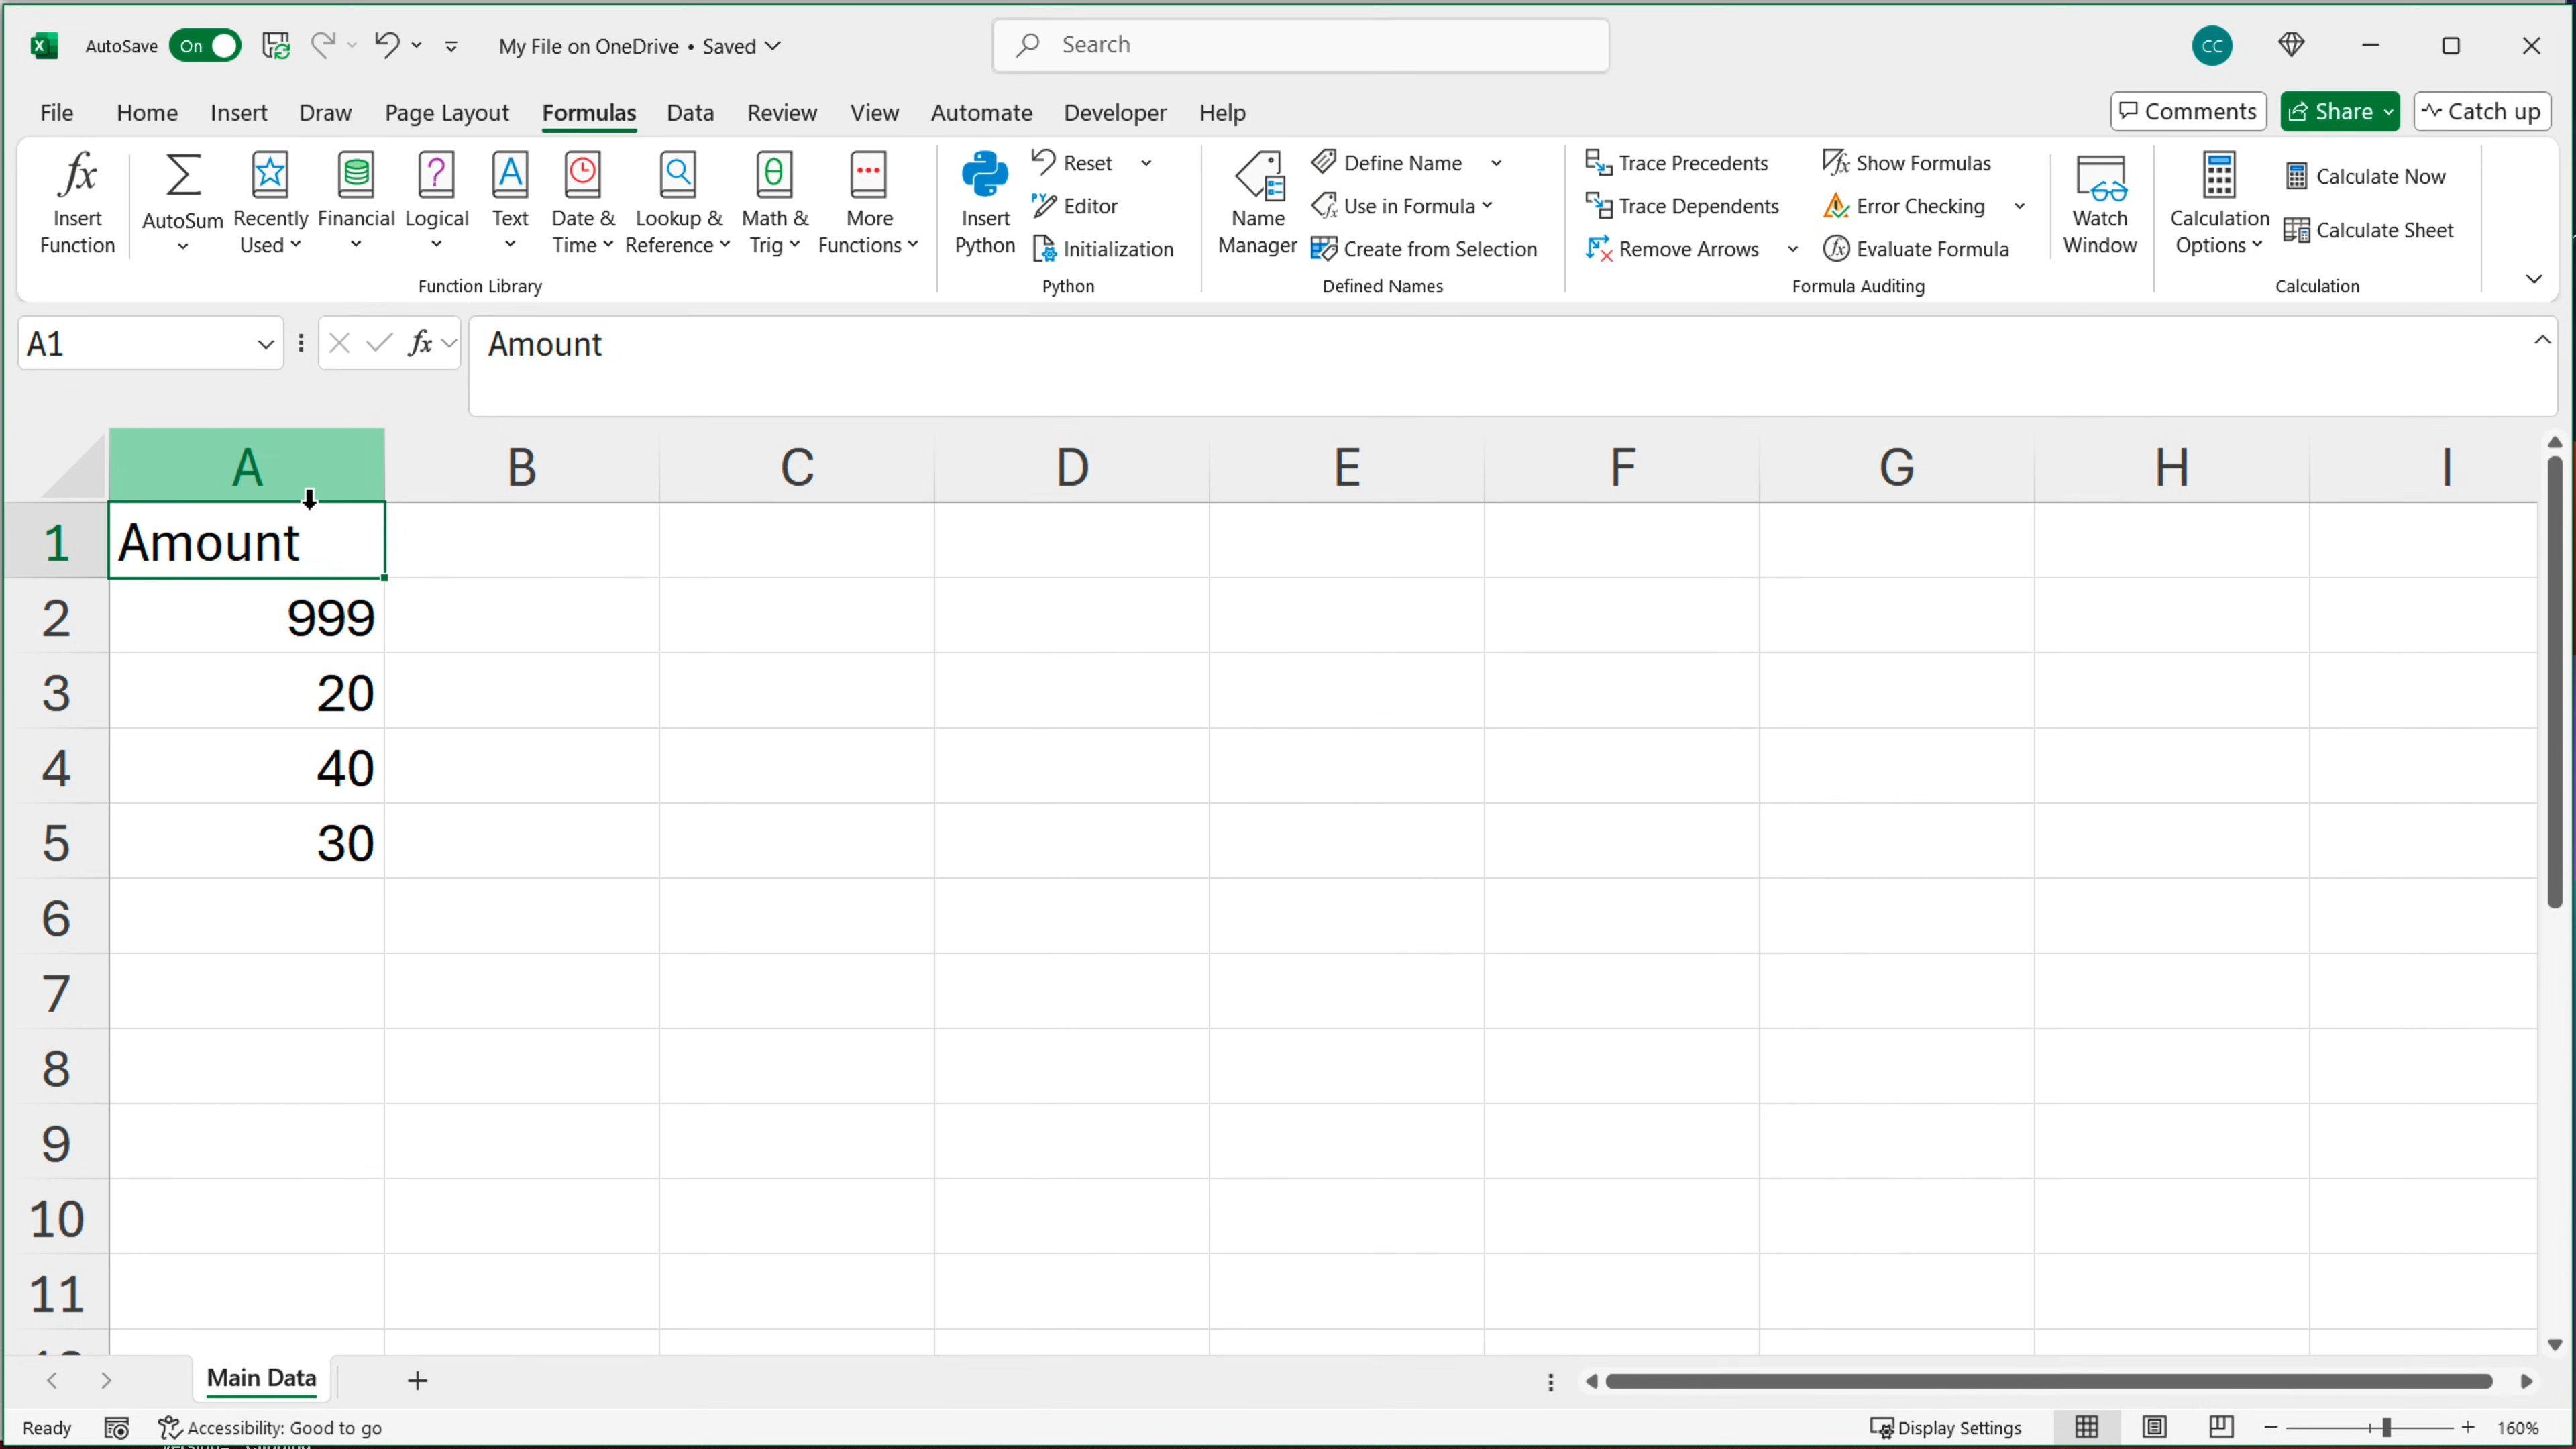 AutoSave On My File on OneDrive • Saved Search CC
File Home Insert Draw Page Layout Formulas Data Review View Automate Developer Help Comments Share Catch up
Insert Function
AutoSum
Recently Used
Financial
Logical
Text
Date & Time
Lookup & Reference
Math & Trig
More Functions
Function Library
Insert Python
Reset
Editor
Initialization
Python
Name Manager
Define Name
Use in Formula
Create from Selection
Defined Names
Trace Precedents
Trace Dependents
Remove Arrows
Show Formulas
Error Checking
Evaluate Formula
Formula Auditing
Watch Window
Calculation Options
Calculate Now
Calculate Sheet
Calculation
A1 fx Amount
A B C D E F G H I
1 Amount
2 999
3 20
4 40
5 30
6
7
8
9
10
11
Main Data
Ready Accessibility: Good to go Display Settings 160%